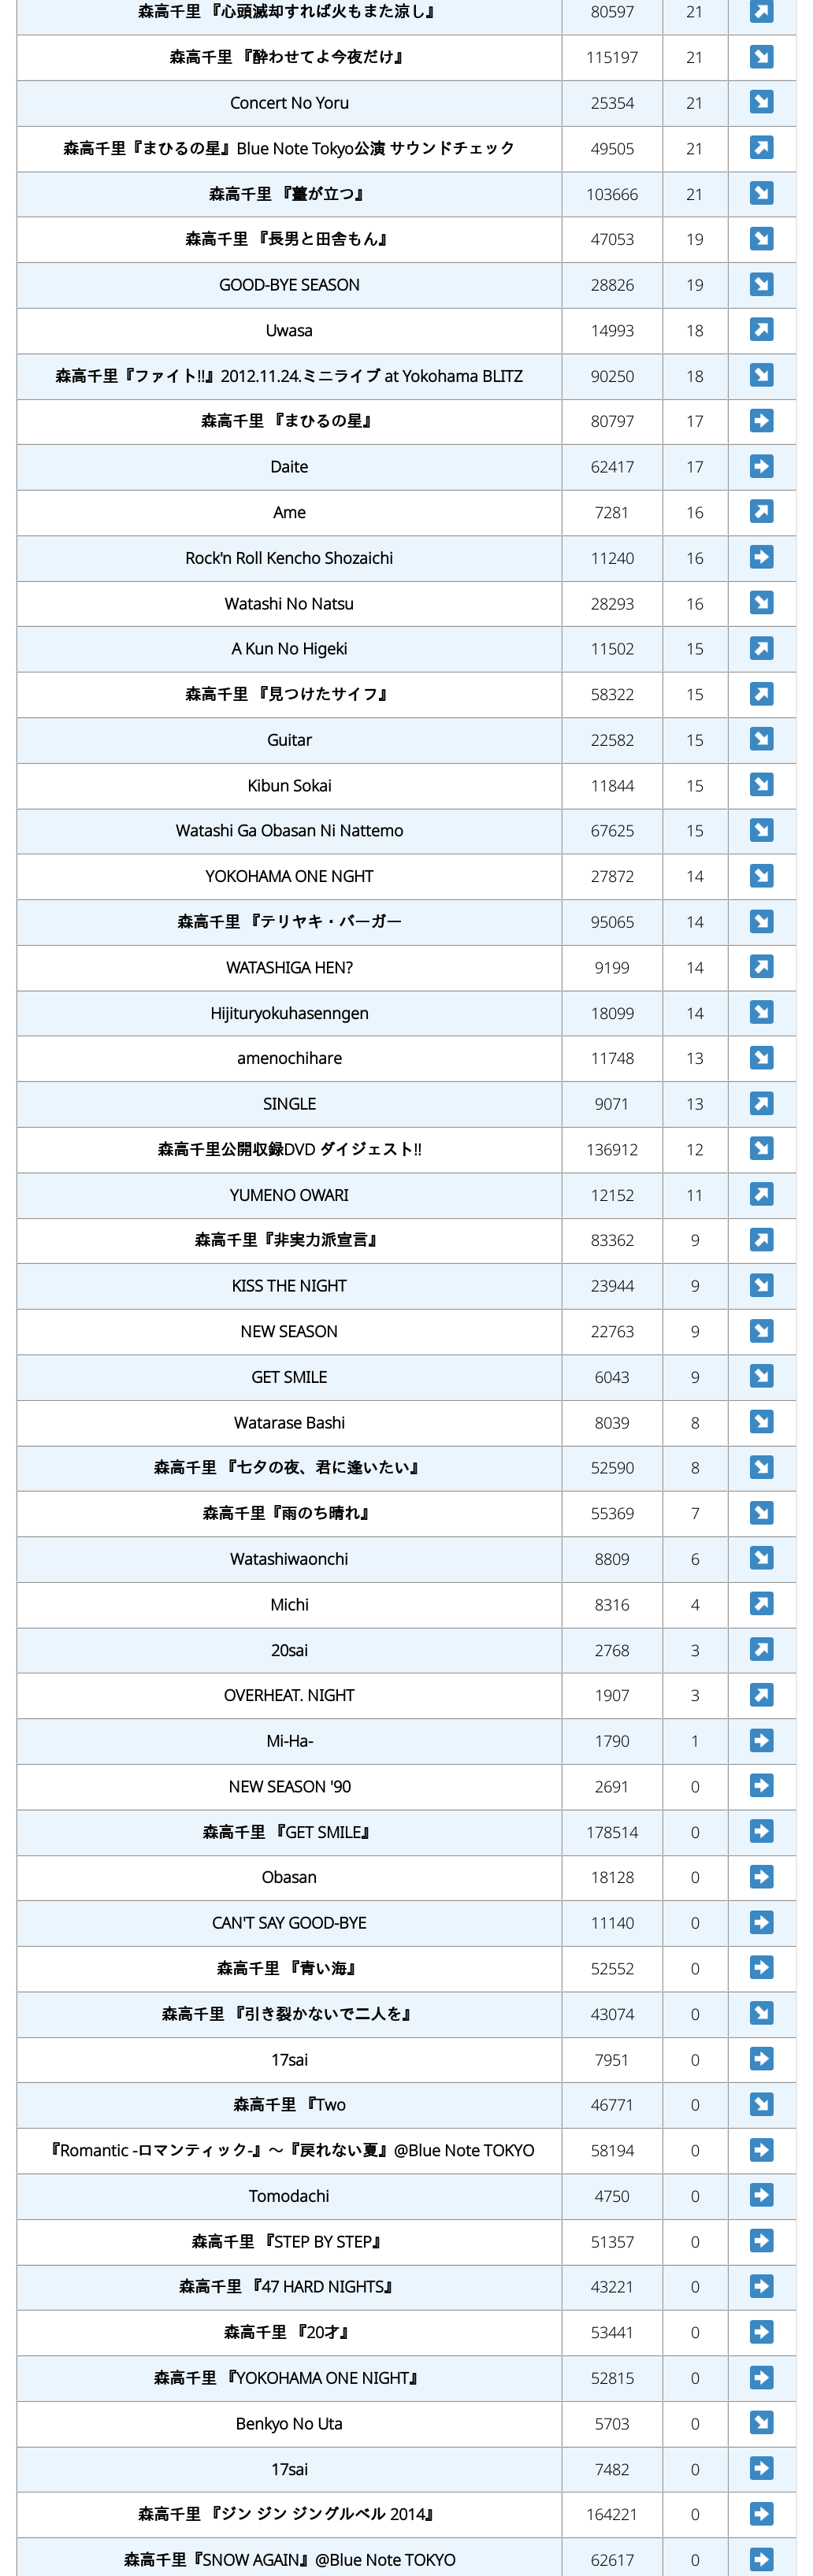 森高千里 『心頭滅却すれば火もまた涼し』 80597 21
森高千里 『酔わせてよ今夜だけ』 115197 21
Concert No Yoru 25354 21
森高千里『まひるの星』Blue Note Tokyo公演 サウンドチェック 49505 21
森高千里 『薹が立つ』 103666 21
森高千里 『長男と田舎もん』 47053 19
GOOD-BYE SEASON 28826 19
Uwasa 14993 18
森高千里『ファイト!!』2012.11.24.ミニライブ at Yokohama BLITZ 90250 18
森高千里 『まひるの星』 80797 17
Daite 62417 17
Ame 7281 16
Rock'n Roll Kencho Shozaichi 11240 16
Watashi No Natsu 28293 16
A Kun No Higeki 11502 15
森高千里 『見つけたサイフ』 58322 15
Guitar 22582 15
Kibun Sokai 11844 15
Watashi Ga Obasan Ni Nattemo 67625 15
YOKOHAMA ONE NGHT 27872 14
森高千里 『テリヤキ・バーガー 95065 14
WATASHIGA HEN? 9199 14
Hijituryokuhasenngen 18099 14
amenochihare 11748 13
SINGLE 9071 13
森高千里公開収録DVD ダイジェスト!! 136912 12
YUMENO OWARI 12152 11
森高千里『非実力派宣言』 83362 9
KISS THE NIGHT 23944 9
NEW SEASON 22763 9
GET SMILE 6043 9
Watarase Bashi 8039 8
森高千里 『七夕の夜、君に逢いたい』 52590 8
森高千里『雨のち晴れ』 55369 7
Watashiwaonchi 8809 6
Michi 8316 4
20sai 2768 3
OVERHEAT. NIGHT 1907 3
Mi-Ha- 1790 1
NEW SEASON '90 2691 0
森高千里 『GET SMILE』 178514 0
Obasan 18128 0
CAN'T SAY GOOD-BYE 11140 0
森高千里 『青い海』 52552 0
森高千里 『引き裂かないで二人を』 43074 0
17sai 7951 0
森高千里 『Two 46771 0
『Romantic -ロマンティック-』～『戻れない夏』@Blue Note TOKYO 58194 0
Tomodachi 4750 0
森高千里 『STEP BY STEP』 51357 0
森高千里 『47 HARD NIGHTS』 43221 0
森高千里 『20才』 53441 0
森高千里 『YOKOHAMA ONE NIGHT』 52815 0
Benkyo No Uta 5703 0
17sai 7482 0
森高千里 『ジン ジン ジングルベル 2014』 164221 0
森高千里『SNOW AGAIN』@Blue Note TOKYO 62617 0